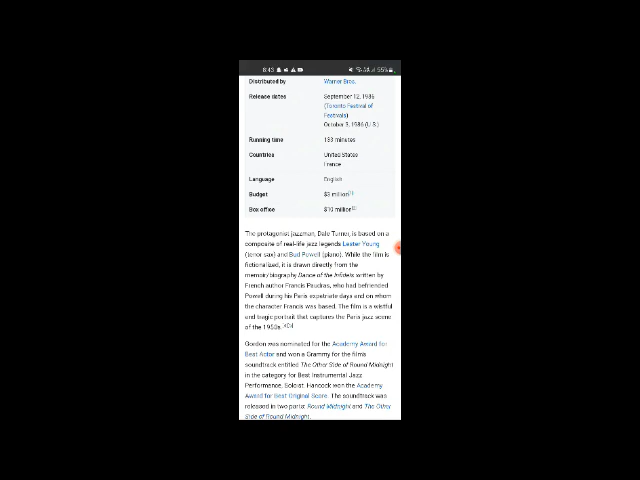 8:43 95%
Distributed by Warner Bros.
Release dates September 12, 1986
(Toronto Festival of
Festivals)
October 3, 1986 (U.S.)
Running time 133 minutes
Countries United States
France
Language English
Budget $3 million[1]
Box office $10 million[2]
The protagonist jazzman, Dale Turner, is based on a
composite of real-life jazz legends Lester Young
(tenor sax) and Bud Powell (piano). While the film is
fictionalized, it is drawn directly from the
memoir/biography Dance of the Infidels written by
French author Francis Paudras, who had befriended
Powell during his Paris expatriate days and on whom
the character Francis was based. The film is a wistful
and tragic portrait that captures the Paris jazz scene
of the 1950s.
Gordon was nominated for the Academy Award for
Best Actor and won a Grammy for the film's
soundtrack entitled The Other Side of Round Midnight
in the category for Best Instrumental Jazz
Performance, Soloist. Hancock won the Academy
Award for Best Original Score. The soundtrack was
released in two parts: Round Midnight and The Other
Side of Round Midnight.